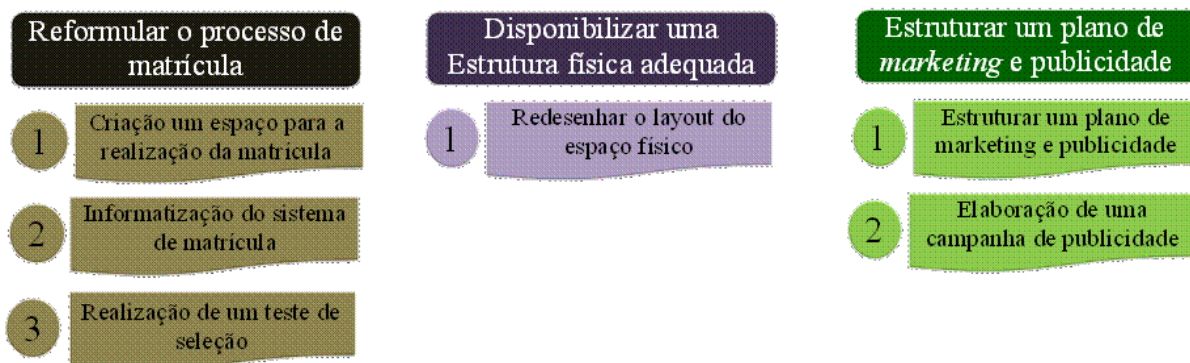 Reformular o processo de
matrícula
1
Criação um espaço para a
realização da matrícula
2
Informatização do sistema
de matrícula
3
Realização de um teste de
seleção
Disponibilizar uma
Estrutura física adequada
1
Redesenhar o layout do
espaço físico
Estruturar um plano de
marketing e publicidade
1
Estruturar um plano de
marketing e publicidade
2
Elaboração de uma
campanha de publicidade